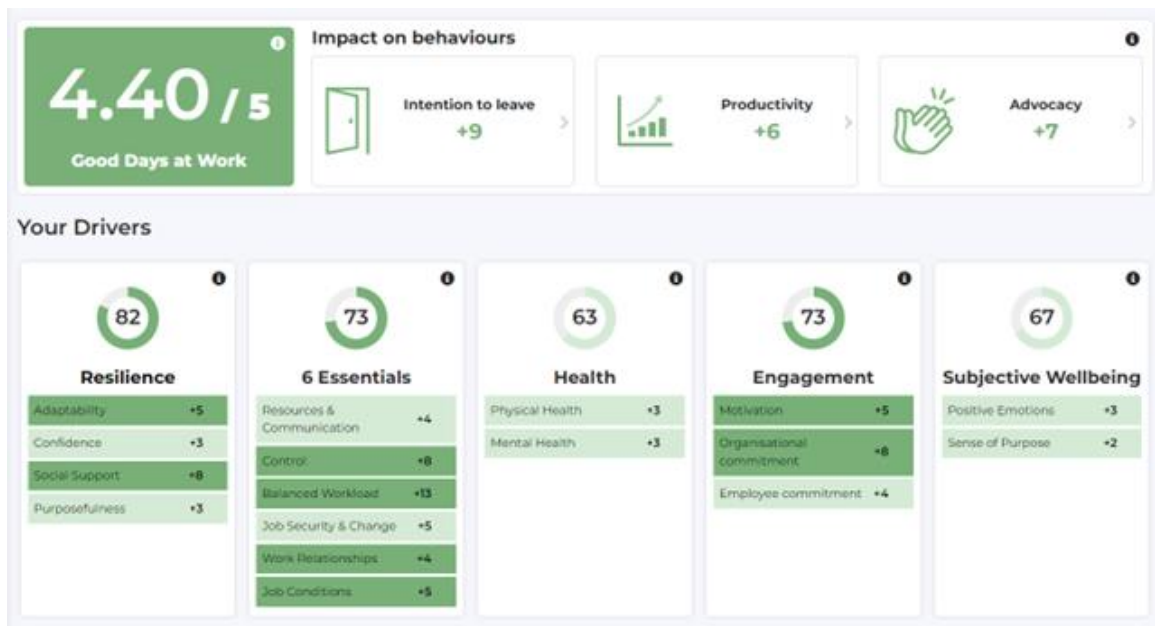 4.40 / 5
Good Days at Work
Impact on behaviours
Intention to leave
+9
Productivity
+6
Advocacy
+7
Your Drivers
82
Resilience
Adaptability +5
Confidence +3
Social Support +8
Purposefulness +3
73
6 Essentials
Resources &
Communication +4
Control +8
Balanced Workload +13
Job Security & Change +5
Work Relationships +4
Job Conditions +5
63
Health
Physical Health +3
Mental Health +3
73
Engagement
Motivation +5
Organisational
commitment +8
Employee commitment +4
67
Subjective Wellbeing
Positive Emotions +3
Sense of Purpose +2